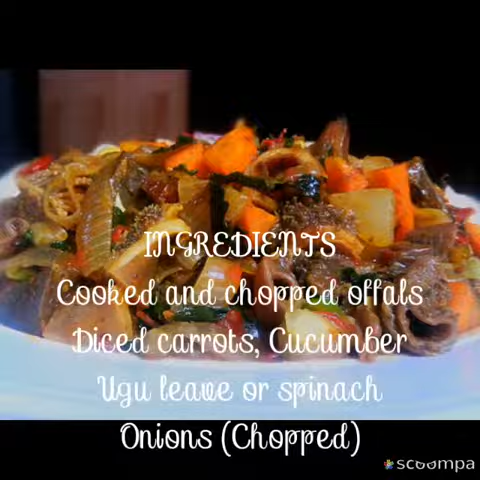 INGREDIENTS
Cooked and chopped offals
Diced carrots, Cucumber
Ugu leave or spinach
Onions (Chopped)
scoompa